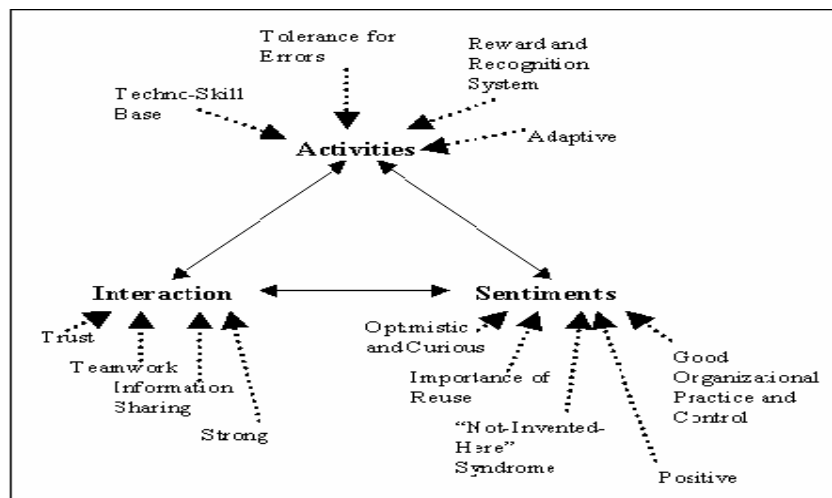 Tolerance for
Errors
Reward and
Recognition
System
Techno-Skill
Base
Adaptive
Activities
Interaction
Sentiments
Trust
Teamwork
Information
Sharing
Strong
Optimistic
and Curious
Importance of
Reuse
"Not-Invented-
Here"
Syndrome
Good
Organizational
Practice and
Control
Positive